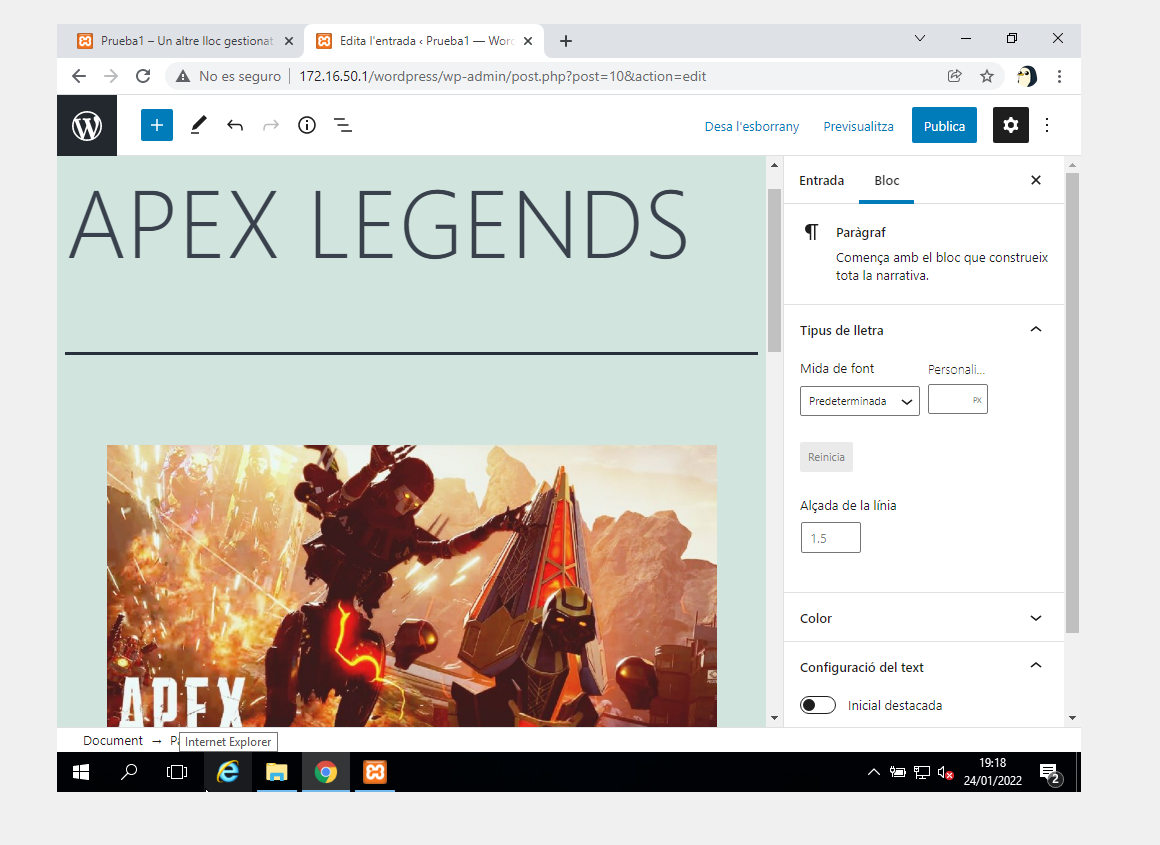 Prueba1 – Un altre lloc gestionat
Edita l'entrada ‹ Prueba1 — Word
No es seguro
172.16.50.1/wordpress/wp-admin/post.php?post=10&action=edit
Desa l'esborrany
Previsualitza
Publica
APEX LEGENDS
APEX
Entrada
Bloc
Paràgraf
Comença amb el bloc que construeix
tota la narrativa.
Tipus de lletra
Mida de font
Personali...
Predeterminada
PX
Reinicia
Alçada de la línia
1.5
Color
Configuració del text
Inicial destacada
Document → Pa
Internet Explorer
19:18
24/01/2022
2